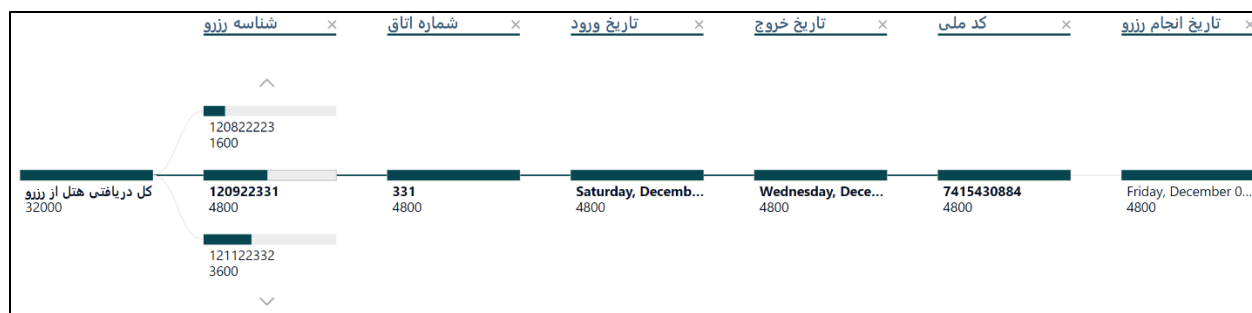 شناسه رزرو
شماره اتاق
تاریخ ورود
تاریخ خروج
کد ملی
تاریخ انجام رزرو
120822223
1600
کل دریافتی هتل از رزرو
32000
120922331
4800
331
4800
Saturday, Decemb...
4800
Wednesday, Dece...
4800
7415430884
4800
Friday, December 0...
4800
121122332
3600